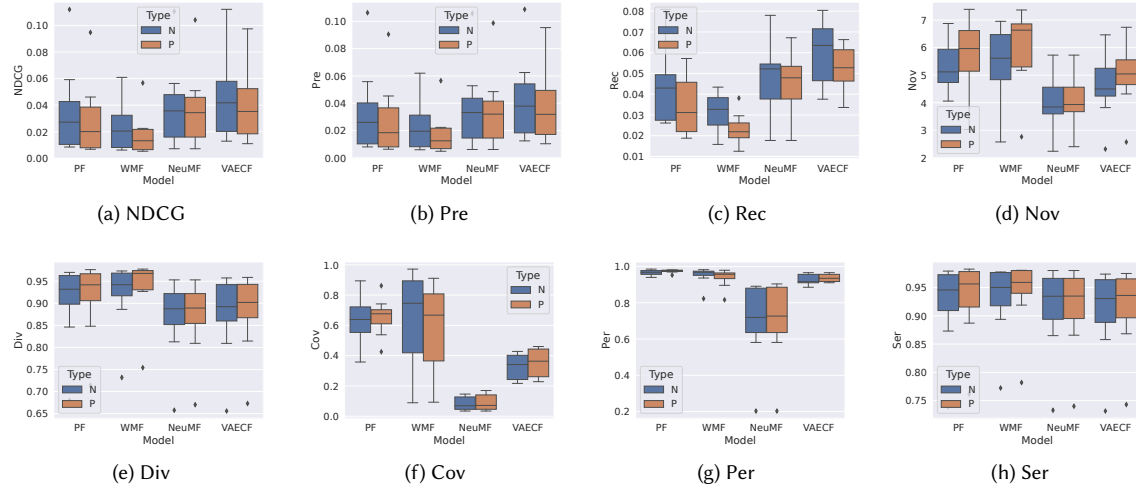 Type
N
P
0.10
0.08
0.06
0.04
0.02
0.00
NDCG
PF WMF NeuMF VAECF
Model
(a) NDCG
Type
N
P
0.10
0.08
0.06
0.04
0.02
0.00
Pre
PF WMF NeuMF VAECF
Model
(b) Pre
Type
N
P
0.08
0.07
0.06
0.05
0.04
0.03
0.02
0.01
Rec
PF WMF NeuMF VAECF
Model
(c) Rec
7
6
5
4
3
2
Nov
Type
N
P
PF WMF NeuMF VAECF
Model
(d) Nov
0.95
0.90
0.85
0.80
0.75
0.70
0.65
Div
Type
N
P
PF WMF NeuMF VAECF
Model
(e) Div
1.0
0.8
0.6
0.4
0.2
0.0
Cov
Type
N
P
PF WMF NeuMF VAECF
Model
(f) Cov
1.0
0.8
0.6
0.4
0.2
Per
Type
N
P
PF WMF NeuMF VAECF
Model
(g) Per
0.95
0.90
0.85
0.80
0.75
Ser
Type
N
P
PF WMF NeuMF VAECF
Model
(h) Ser